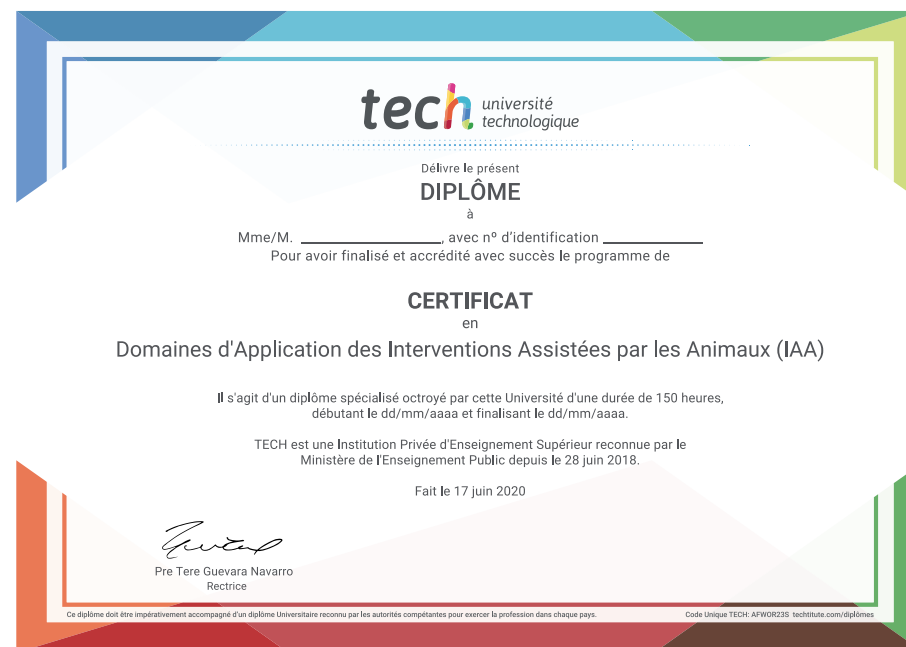 tech université
technologique
Délivre le présent
DIPLÔME
à
Mme/M. ____________________, avec nº d'identification ______________
Pour avoir finalisé et accrédité avec succès le programme de
CERTIFICAT
en
Domaines d'Application des Interventions Assistées par les Animaux (IAA)
Il s'agit d'un diplôme spécialisé octroyé par cette Université d'une durée de 150 heures,
débutant le dd/mm/aaaa et finalisant le dd/mm/aaaa.
TECH est une Institution Privée d'Enseignement Supérieur reconnue par le
Ministère de l'Enseignement Public depuis le 28 juin 2018.
Fait le 17 juin 2020
Pre Tere Guevara Navarro
Rectrice
Ce diplôme doit être impérativement accompagné d'un diplôme Universitaire reconnu par les autorités compétantes pour exercer la profession dans chaque pays.
Code Unique TECH: AFWOR23S techtitute.com/diplômes